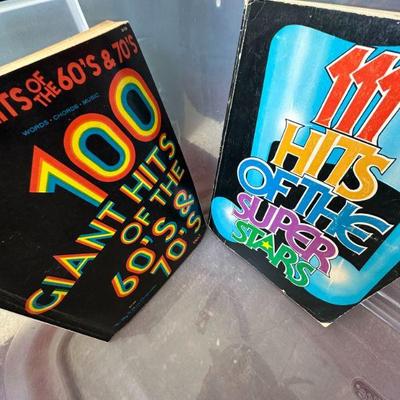 HITS OF THE 60'S & 70'S
WORDS • CHORDS • MUSIC
100
GIANT HITS
OF THE
60'S &
70'S
111
HITS
OF THE
SUPER
STARS